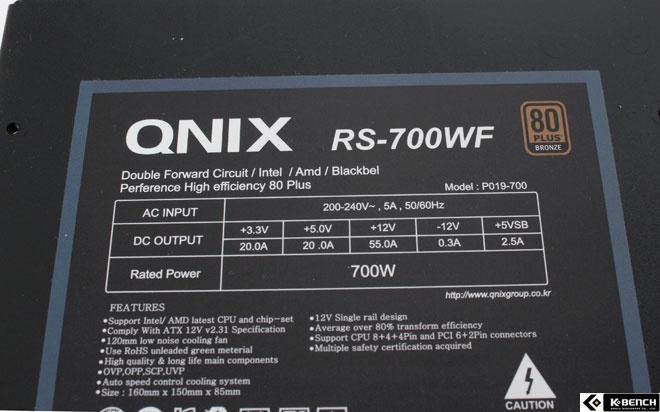 QNIX RS-700WF
80
PLUS
BRONZE
Double Forward Circuit / Intel / Amd / Blackbel
Perference High efficiency 80 Plus
Model : P019-700
AC INPUT 200-240V~ , 5A , 50/60Hz
DC OUTPUT +3.3V +5.0V +12V -12V +5VSB
20.0A 20 .0A 55.0A 0.3A 2.5A
Rated Power 700W
http://www.qnixgroup.co.kr
FEATURES
•Support Intel/ AMD latest CPU and chip-set
•Comply With ATX 12V v2.31 Specification
•120mm low noise cooling fan
•Use RoHS unleaded green meterial
•High quality & long life main components
•OVP,OPP,SCP,UVP
•Auto speed control cooling system
•Size : 160mm x 150mm x 85mm
•12V Single rail design
•Average over 80% transform efficiency
•Support CPU 8+4+4Pin and PCI 6+2Pin connectors
•Multiple safety certification acquired
CAUTION
K-BENCH